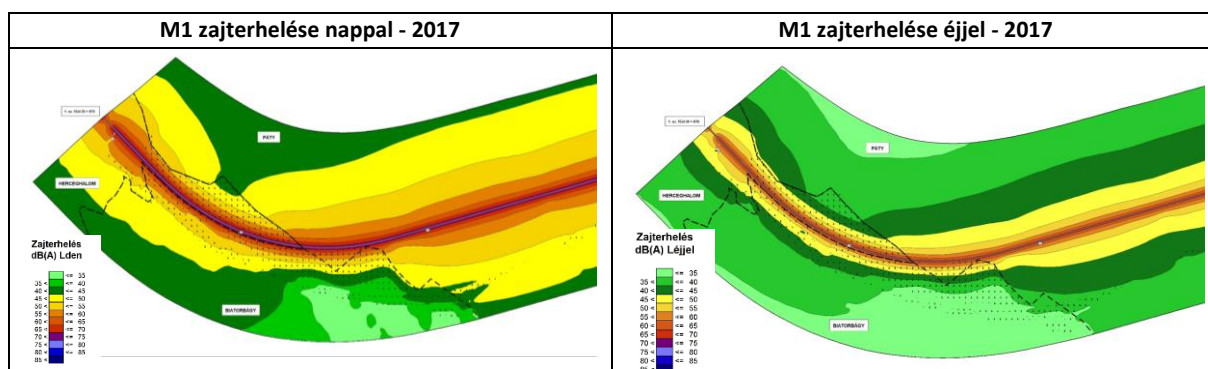 M1 zajterhelése nappal - 2017
M1 zajterhelése éjjel - 2017
PÁTY
HERCEGHALOM
BIATORBÁGY
Zajterhelés
dB(A) Lden
<= 35
35 < <= 40
40 < <= 45
45 < <= 50
50 < <= 55
55 < <= 60
60 < <= 65
65 < <= 70
70 < <= 75
75 < <= 80
80 < <= 85
85 <
PÁTY
HERCEGHALOM
BIATORBÁGY
Zajterhelés
dB(A) Léjjel
<= 35
35 < <= 40
40 < <= 45
45 < <= 50
50 < <= 55
55 < <= 60
60 < <= 65
65 < <= 70
70 < <= 75
75 < <= 80
80 < <= 85
85 <